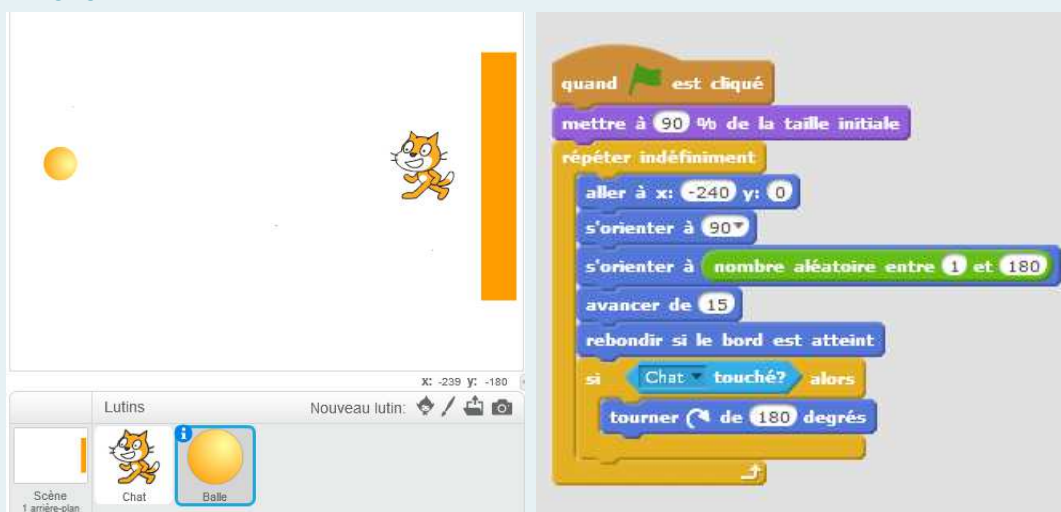 quand est cliqué
mettre à 90 % de la taille initiale
répéter indéfiniment
aller à x: -240 y: 0
s'orienter à 90
s'orienter à nombre aléatoire entre 1 et 180
avancer de 15
rebondir si le bord est atteint
si Chat touché? alors
tourner de 180 degrés
X: -239 y: -180
Lutins Nouveau lutin:
Scène
1 arrière-plan
Chat
Balle